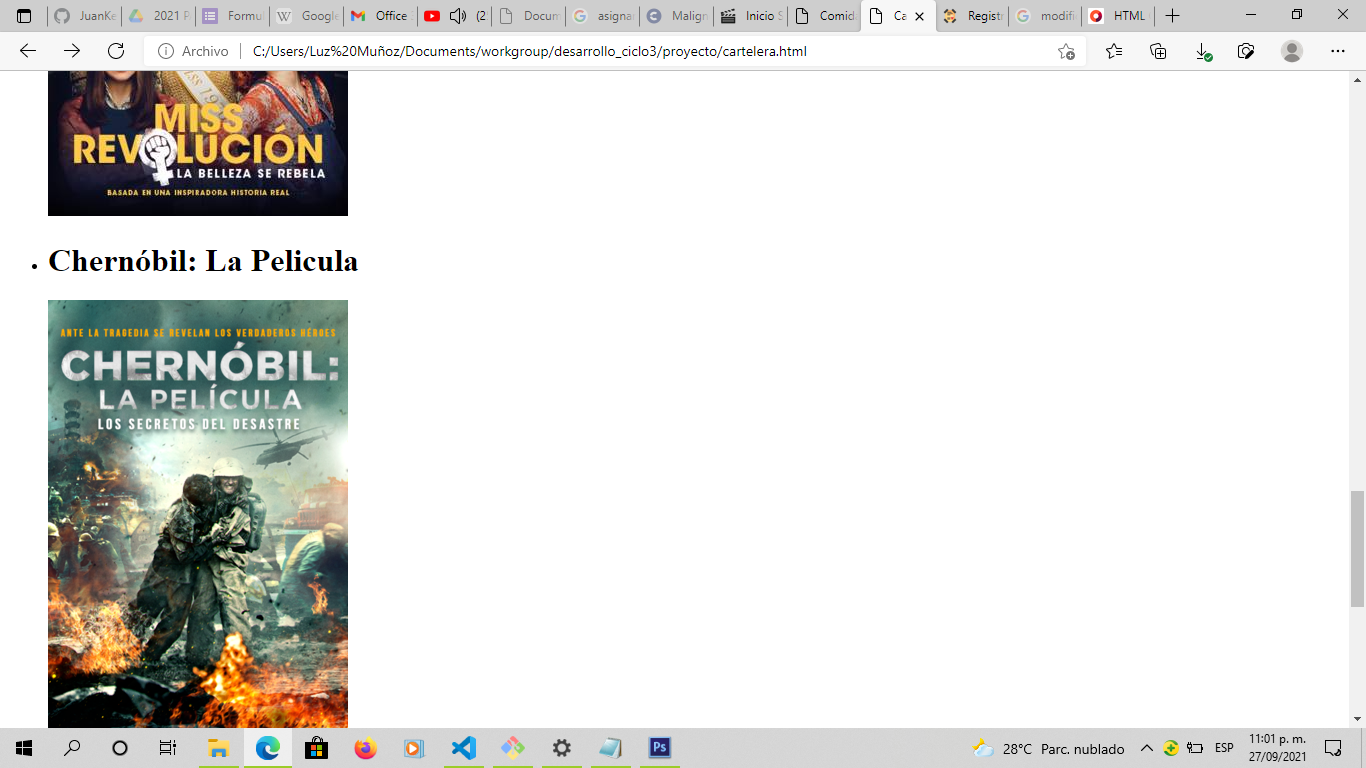 JuanKe
2021 P
Formul
Google
Office
(2
Docum
asigna
Malign
Inicio S
Comid
Ca
Registr
modifi
HTML
Archivo
C:/Users/Luz%20Muñoz/Documents/workgroup/desarrollo_ciclo3/proyecto/cartelera.html
MISS
REVOLUCIÓN
LA BELLEZA SE REBELA
BASADA EN UNA INSPIRADORA HISTORIA REAL
Chernóbil: La Pelicula
ANTE LA TRAGEDIA SE REVELAN LOS VERDADEROS HÉROES
CHERNÓBIL:
LA PELÍCULA
LOS SECRETOS DEL DESASTRE
28°C Parc. nublado
ESP
11:01 p. m.
27/09/2021